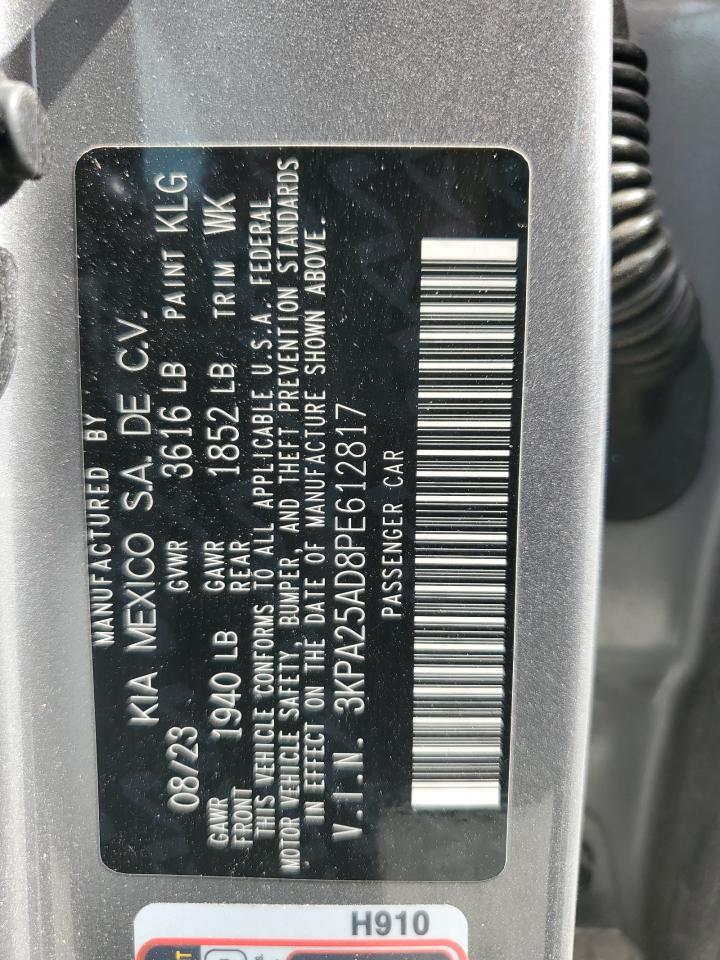 MANUFACTURED BY
KIA MEXICO S.A. DE C.V.
08/23 GVWR 3616 LB PAINT KLG
GAWR FRONT 1940 LB GAWR REAR 1852 LB TRIM WK
THIS VEHICLE CONFORMS TO ALL APPLICABLE U.S.A. FEDERAL
MOTOR VEHICLE SAFETY, BUMPER, AND THEFT PREVENTION STANDARDS
IN EFFECT ON THE DATE OF MANUFACTURE SHOWN ABOVE.
V.I.N. 3KPA25AD8PE612817
PASSENGER CAR
H910